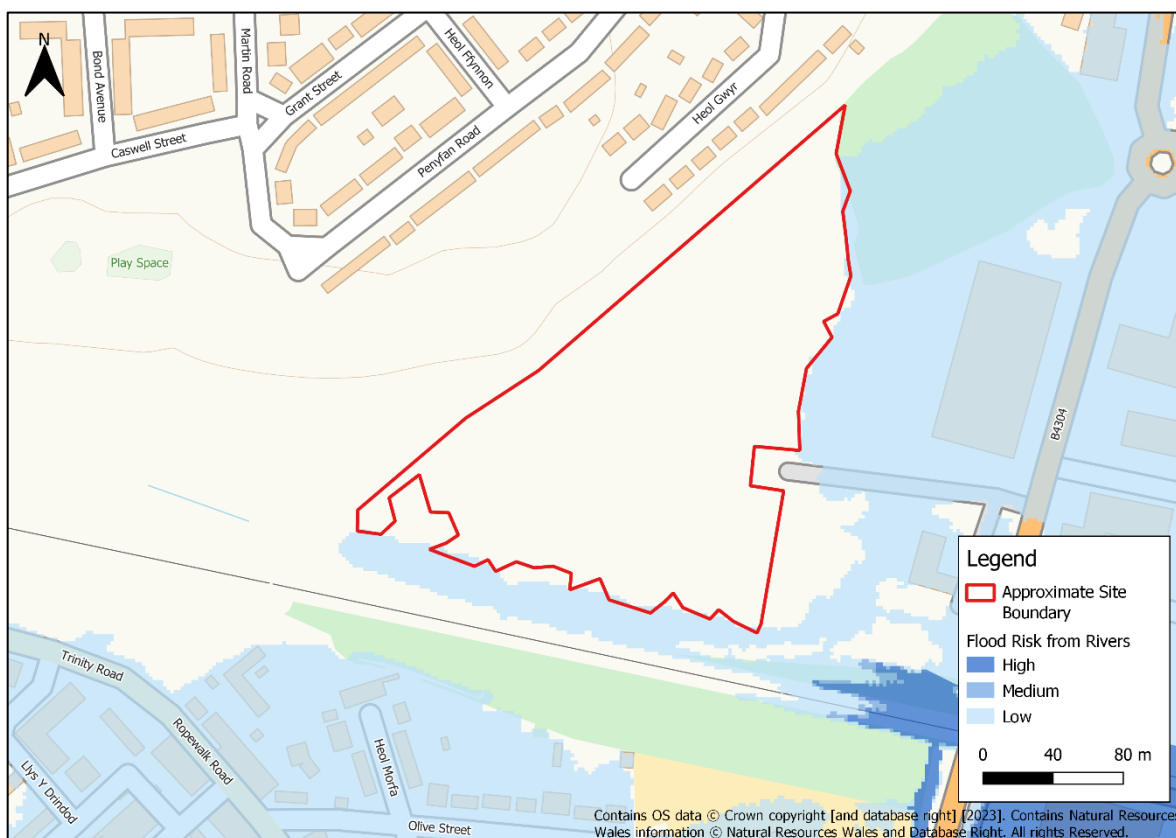 N
Bond Avenue
Martin Road
Grant Street
Heol Ffynnon
Caswell Street
Penyfan Road
Heol Gwyr
Play Space
B4304
Trinity Road
Ropewalk Road
Heol Morfa
Llys Y Drindod
Olive Street
Legend
Approximate Site
Boundary
Flood Risk from Rivers
High
Medium
Low
0 40 80 m
Contains OS data © Crown copyright [and database right] [2023]. Contains Natural Resource
Wales information © Natural Resources Wales and Database Right. All rights Reserved.